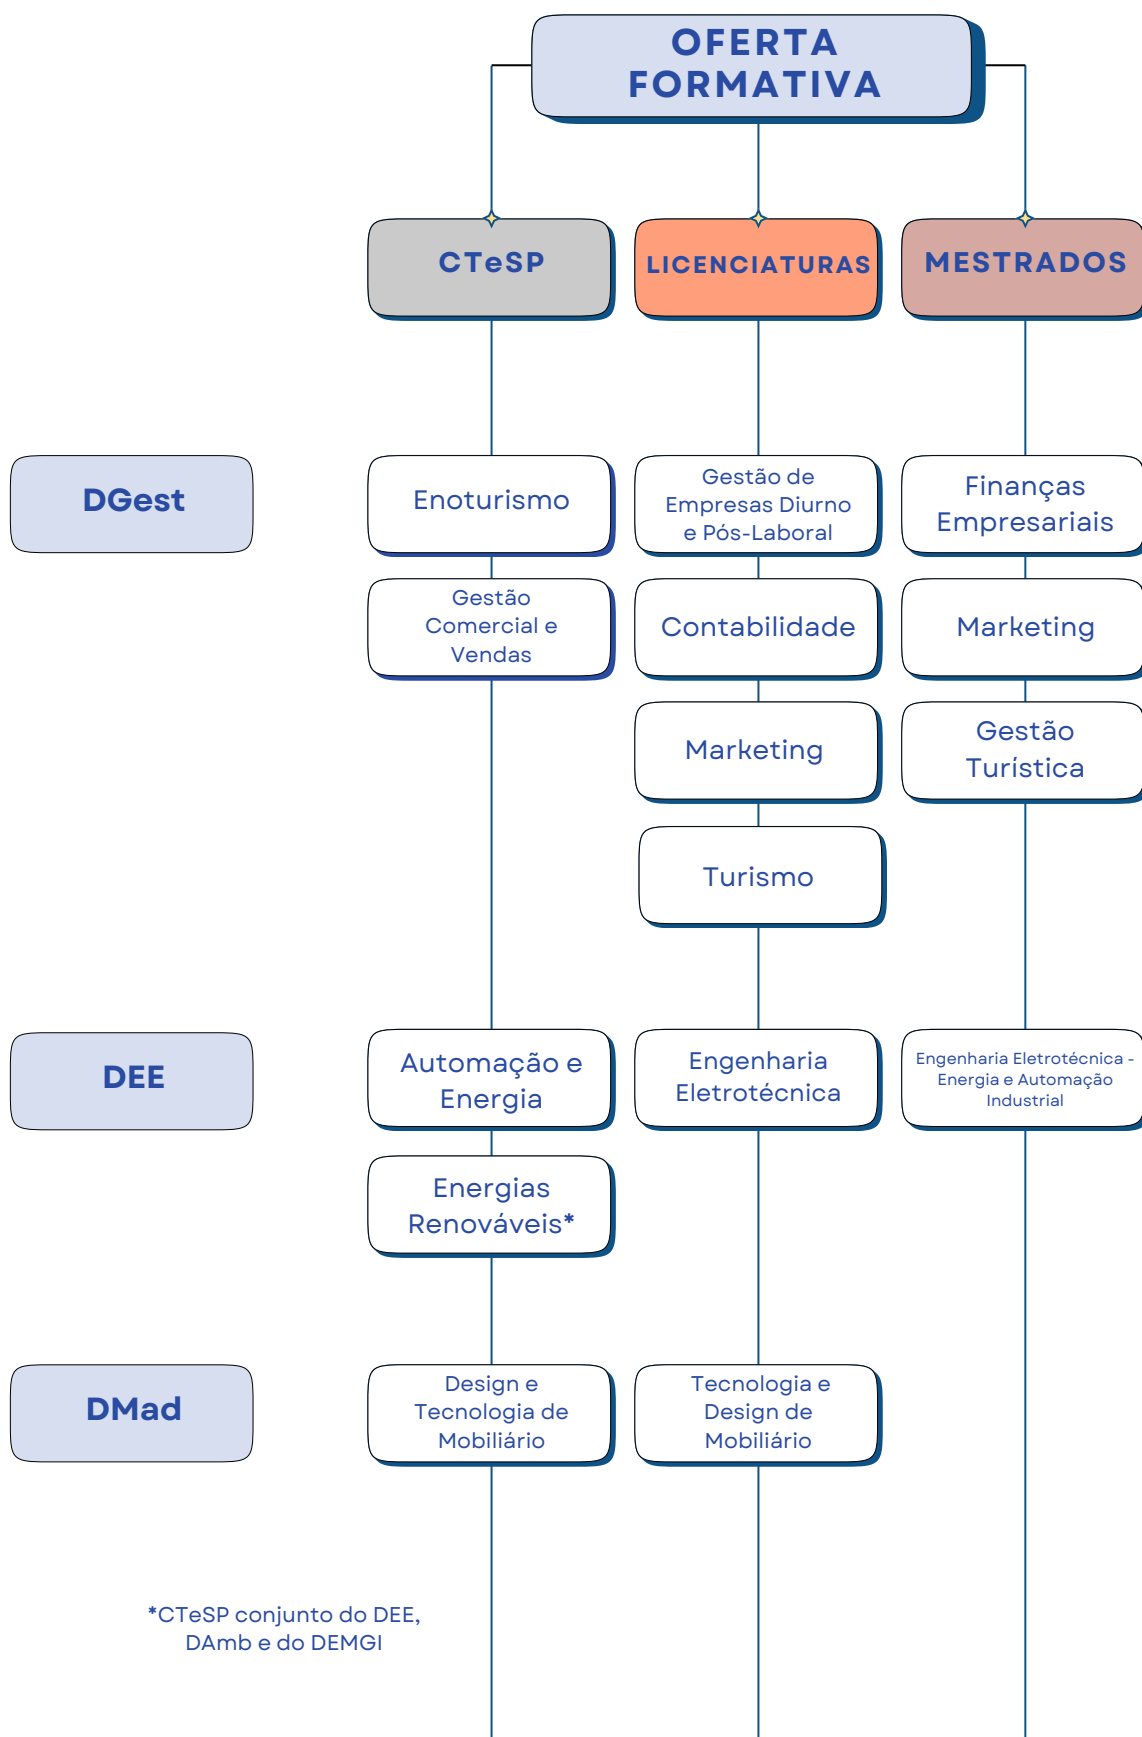 OFERTA
FORMATIVA
CTeSP
LICENCIATURAS
MESTRADOS
DGest
Enoturismo
Gestão de
Empresas Diurno
e Pós-Laboral
Finanças
Empresariais
Gestão
Comercial e
Vendas
Contabilidade
Marketing
Marketing
Gestão
Turística
Turismo
DEE
Automação e
Energia
Engenharia
Eletrotécnica
Engenharia Eletrotécnica -
Energia e Automação
Industrial
Energias
Renováveis*
DMad
Design e
Tecnologia de
Mobiliário
Tecnologia e
Design de
Mobiliário
*CTeSP conjunto do DEE,
DAmb e do DEMGI